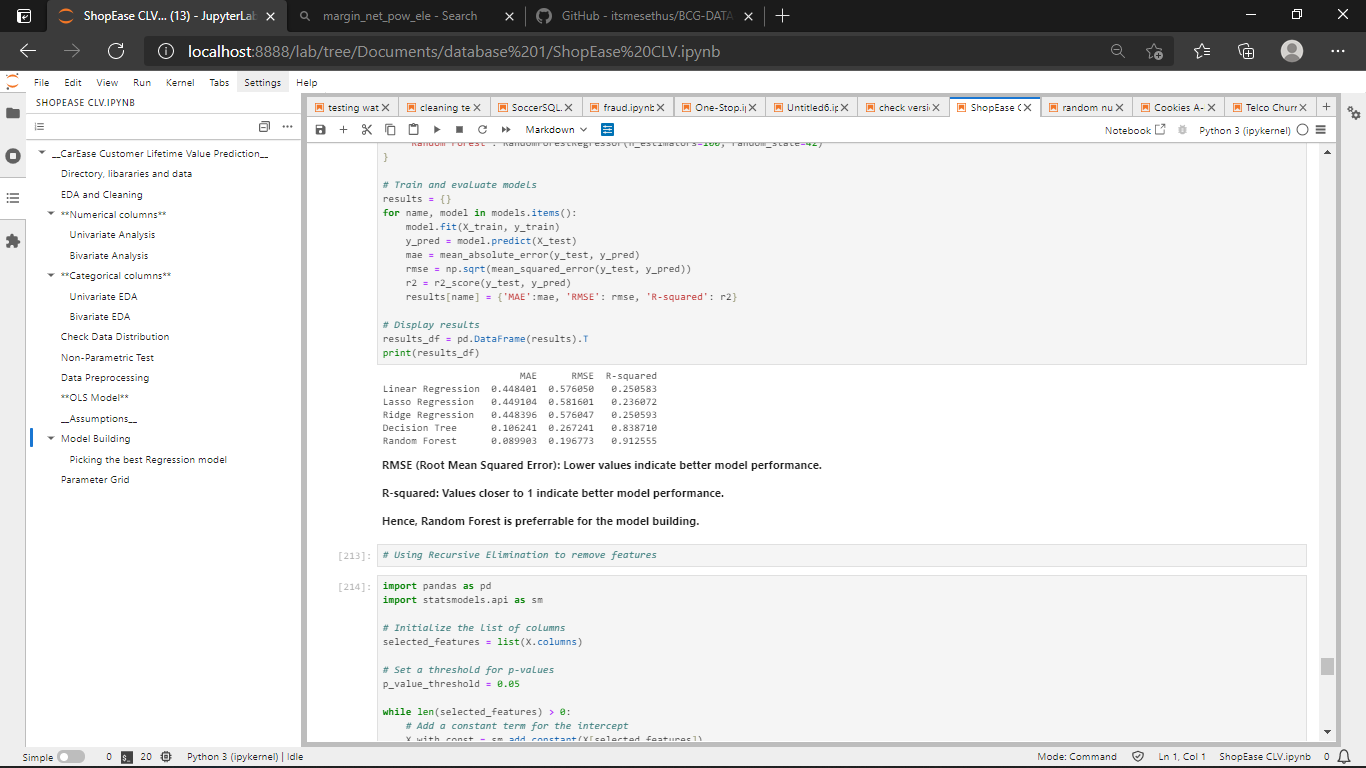 ShopEase CLV... (13) - JupyterLab
margin_net_pow_ele - Search
GitHub - itsmesethus/BCG-DATA
localhost:8888/lab/tree/Documents/database%201/ShopEase%20CLV.ipynb
File Edit View Run Kernel Tabs Settings Help
SHOPEASE CLV.IPYNB
__CarEase Customer Lifetime Value Prediction__
Directory, libararies and data
EDA and Cleaning
**Numerical columns**
Univariate Analysis
Bivariate Analysis
**Categorical columns**
Univariate EDA
Bivariate EDA
Check Data Distribution
Non-Parametric Test
Data Preprocessing
**OLS Model**
__Assumptions__
Model Building
Picking the best Regression model
Parameter Grid
testing wat cleaning te SoccerSQL. fraud.ipynb One-Stop.ip Untitled6.ip check versi ShopEase C random nu Cookies A- Telco Churr
Markdown
Notebook Python 3 (ipykernel)
"Random Forest": RandomForestRegressor(n_estimators=100, random_state=42)
}
# Train and evaluate models
results = {}
for name, model in models.items():
    model.fit(X_train, y_train)
    y_pred = model.predict(X_test)
    mae = mean_absolute_error(y_test, y_pred)
    rmse = np.sqrt(mean_squared_error(y_test, y_pred))
    r2 = r2_score(y_test, y_pred)
    results[name] = {'MAE':mae, 'RMSE': rmse, 'R-squared': r2}
# Display results
results_df = pd.DataFrame(results).T
print(results_df)
MAE RMSE R-squared
Linear Regression 0.448401 0.576050 0.250583
Lasso Regression 0.449104 0.581601 0.236072
Ridge Regression 0.448396 0.576047 0.250593
Decision Tree 0.106241 0.267241 0.838710
Random Forest 0.089903 0.196773 0.912555
RMSE (Root Mean Squared Error): Lower values indicate better model performance.
R-squared: Values closer to 1 indicate better model performance.
Hence, Random Forest is preferrable for the model building.
[213]: # Using Recursive Elimination to remove features
[214]: import pandas as pd
import statsmodels.api as sm
# Initialize the list of columns
selected_features = list(X.columns)
# Set a threshold for p-values
p_value_threshold = 0.05
while len(selected_features) > 0:
    # Add a constant term for the intercept
    X_with_const = sm.add_constant(X[selected_features])
Simple 0 20 Python 3 (ipykernel) | Idle
Mode: Command Ln 1, Col 1 ShopEase CLV.ipynb 0